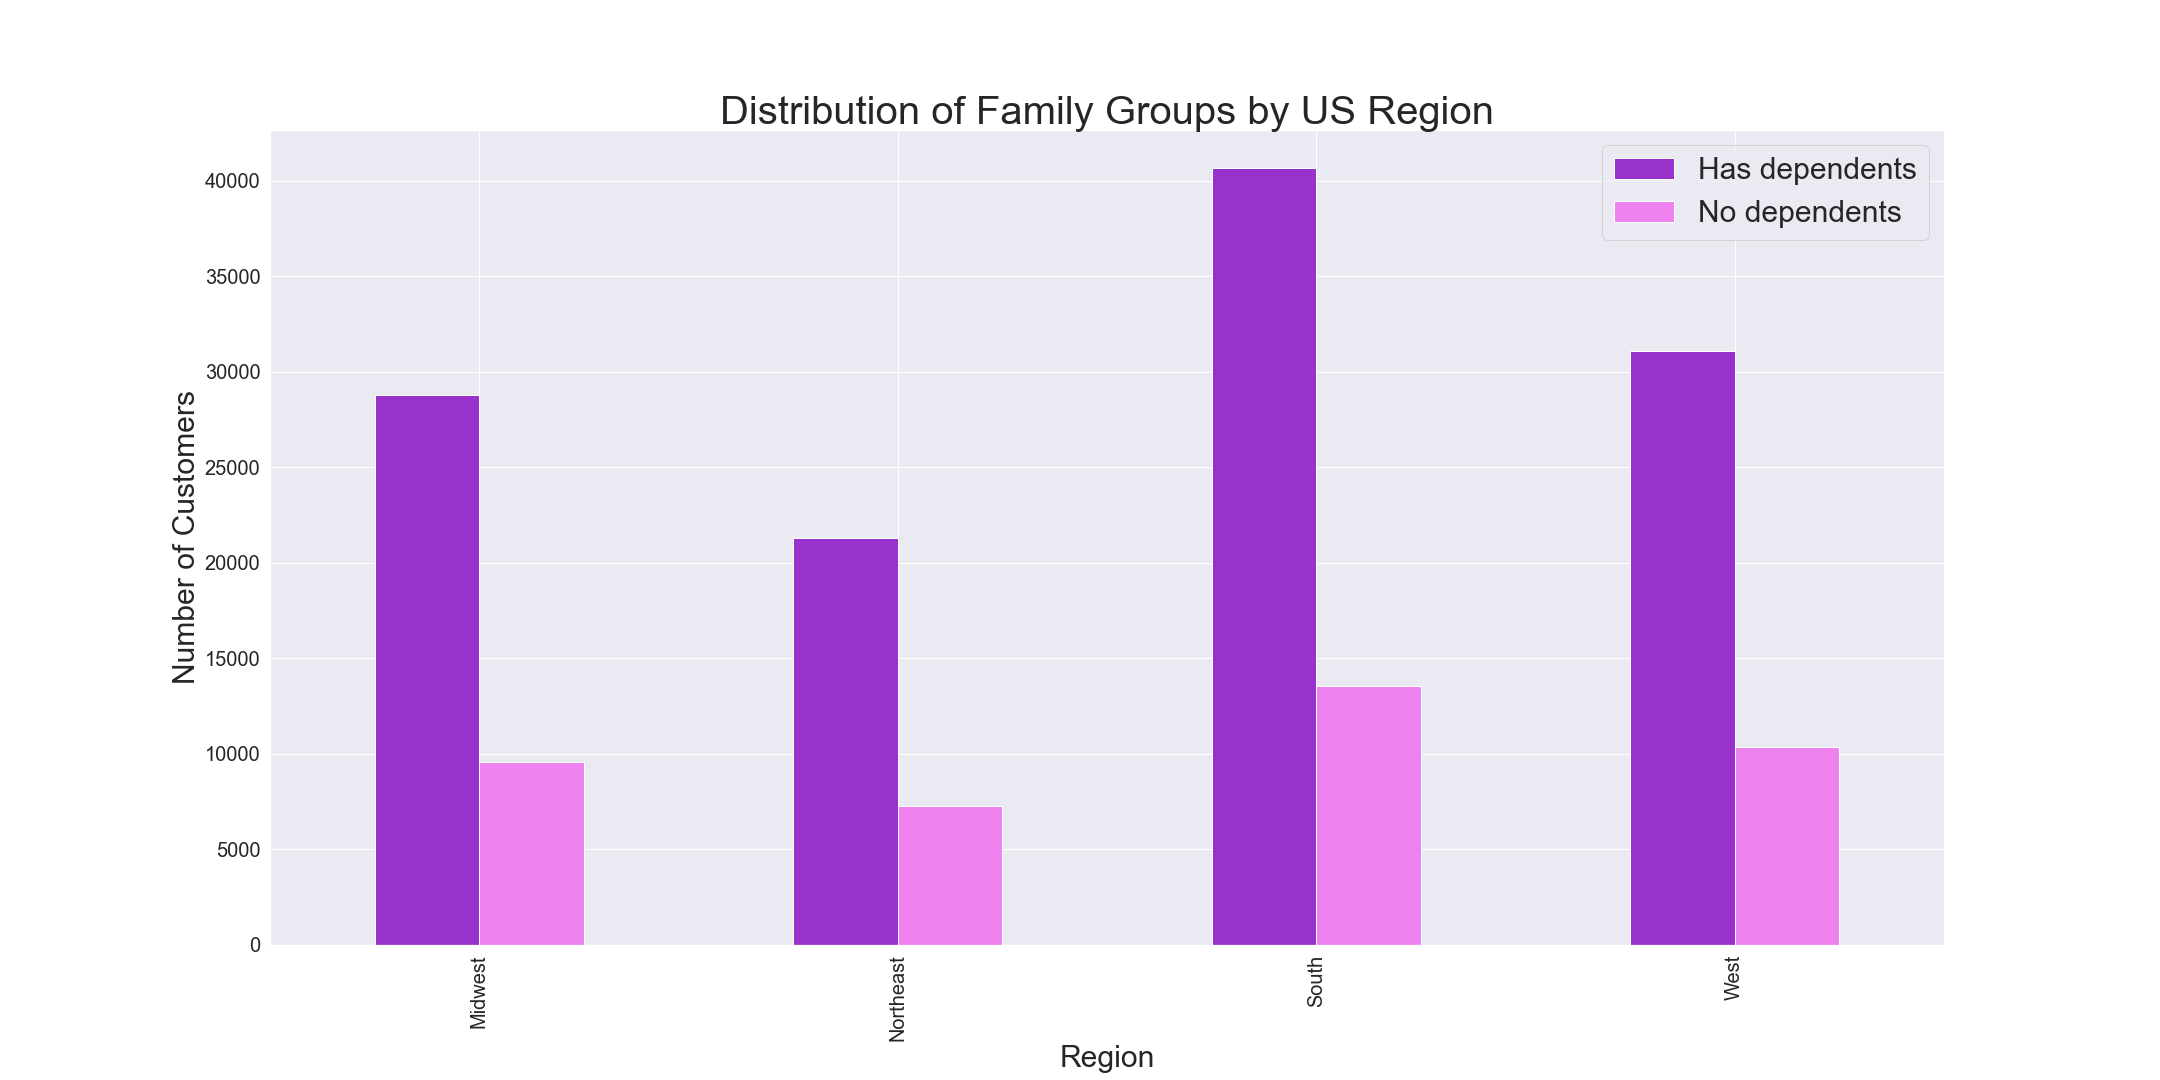 Distribution of Family Groups by US Region
Has dependents
No dependents
Number of Customers
40000
35000
30000
25000
20000
15000
10000
5000
0
Midwest
Northeast
South
West
Region